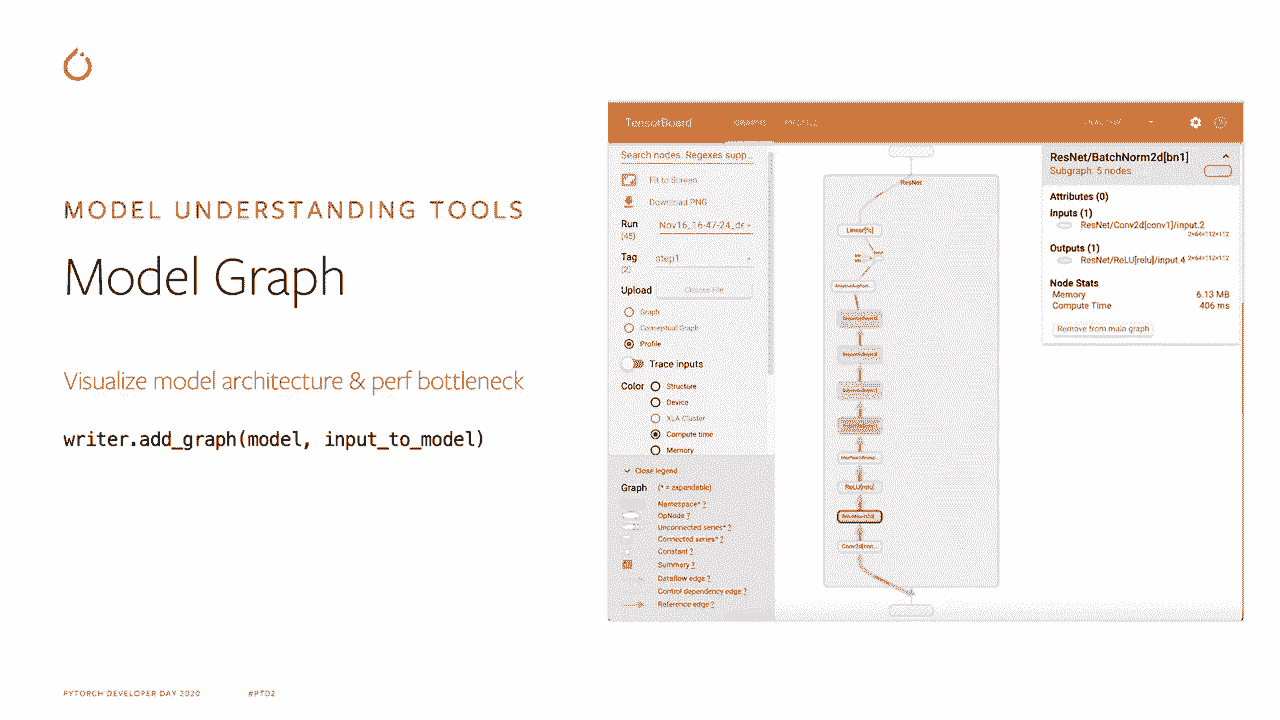 MODEL UNDERSTANDING TOOLS
Model Graph
Visualize model architecture & perf bottleneck
writer.add_graph(model, input_to_model)
PYTORCH DEVELOPER DAY 2020
#PTD2
TensorBoard
GRAPHS
PROFILE
Search nodes. Regexes supp...
Fit to Screen
Download PNG
Run
(45)
Nov16_16-47-24_de
Tag
(2)
step1
Upload
Choose File
Graph
Conceptual Graph
Profile
Trace inputs
Color
Structure
Device
XLA Cluster
Compute time
Memory
Close legend
Graph
(* = expandable)
Namespace* ?
OpNode ?
Unconnected series* ?
Connected series* ?
Constant ?
Summary ?
Dataflow edge ?
Control dependency edge ?
Reference edge ?
ResNet
Linear[fc]
ReLU[relu]
Conv2d[con...
ResNet/BatchNorm2d[bn1]
Subgraph: 5 nodes
Attributes (0)
Inputs (1)
ResNet/Conv2d[conv1]/input.2
2×64×112×112
Outputs (1)
ResNet/ReLU[relu]/input.4 2×64×112×112
Node Stats
Memory 6.13 MB
Compute Time 406 ms
Remove from main graph